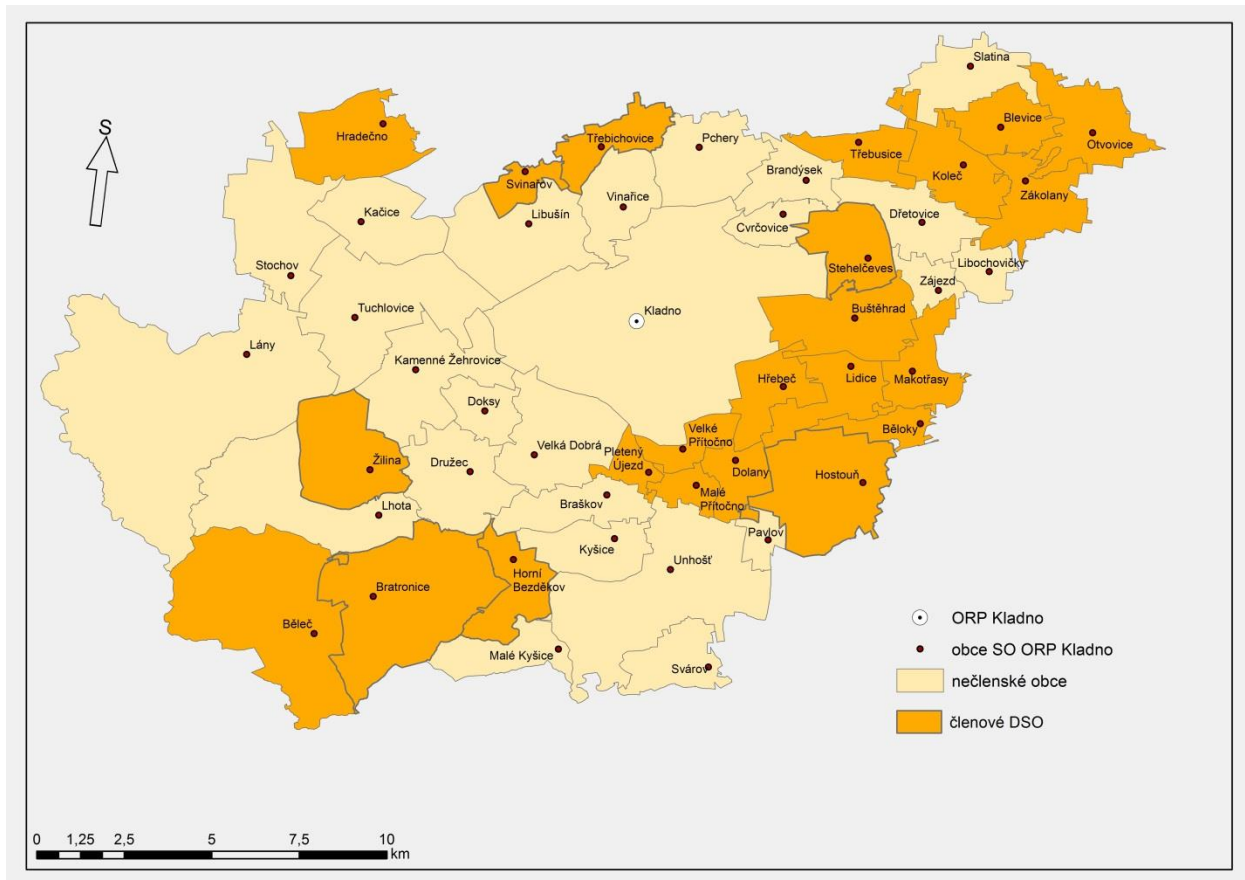 Slatina
S
Hradečno
Třebichovice
Pchery
Blevice
Otvovice
Třebusice
Koleč
Brandýsek
Svinařov
Zákolany
Vinařice
Kačice
Libušín
Cvrčovice
Dřetovice
Stochov
Stehelčeves
Libochovičky
Zájezd
Tuchlovice
Kladno
Buštěhrad
Lány
Kamenné Žehrovice
Hřebeč
Lidice
Makotřasy
Doksy
Velké
Přítočno
Běloky
Velká Dobrá
Pletený
Újezd
Žilina
Družec
Dolany
Hostouň
Malé
Přítočno
Lhota
Braškov
Pavlov
Kyšice
Unhošť
Horní
Bezděkov
Bratronice
Běleč
Malé Kyšice
Svárov
ORP Kladno
obce SO ORP Kladno
nečlenské obce
členové DSO
0 1,25 2,5 5 7,5 10
km